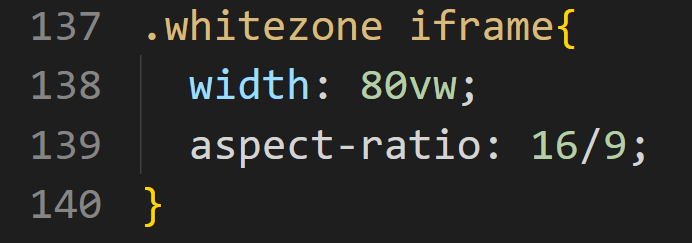 137 .whitezone iframe{
138 width: 80vw;
139 aspect-ratio: 16/9;
140 }